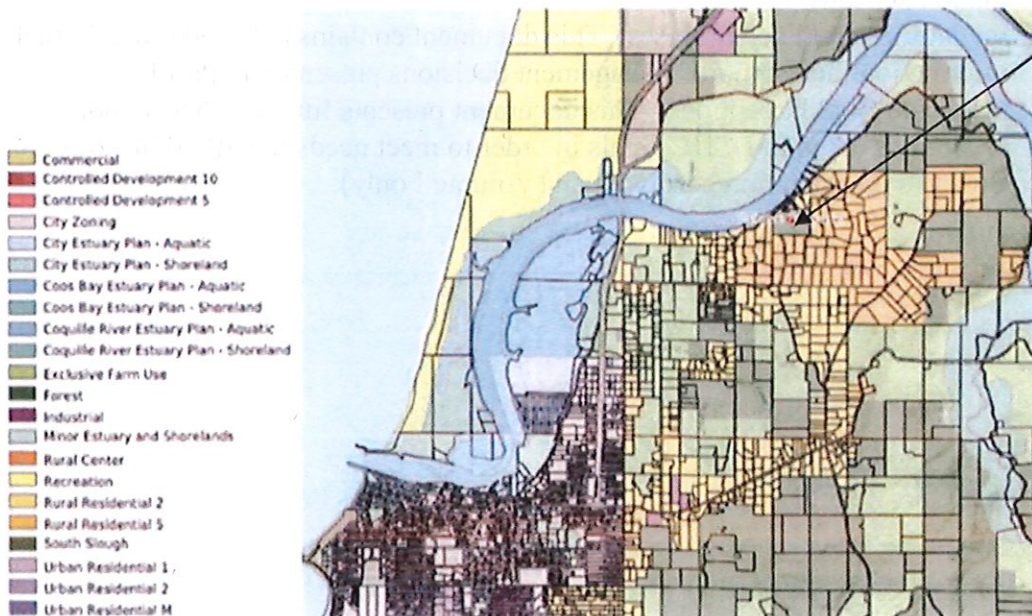 Commercial
Controlled Development 10
Controlled Development 5
City Zoning
City Estuary Plan - Aquatic
City Estuary Plan - Shoreland
Coos Bay Estuary Plan - Aquatic
Coos Bay Estuary Plan - Shoreland
Coquille River Estuary Plan - Aquatic
Coquille River Estuary Plan - Shoreland
Exclusive Farm Use
Forest
Industrial
Minor Estuary and Shorelands
Rural Center
Recreation
Rural Residential 2
Rural Residential 5
South Slough
Urban Residential 1
Urban Residential 2
Urban Residential M